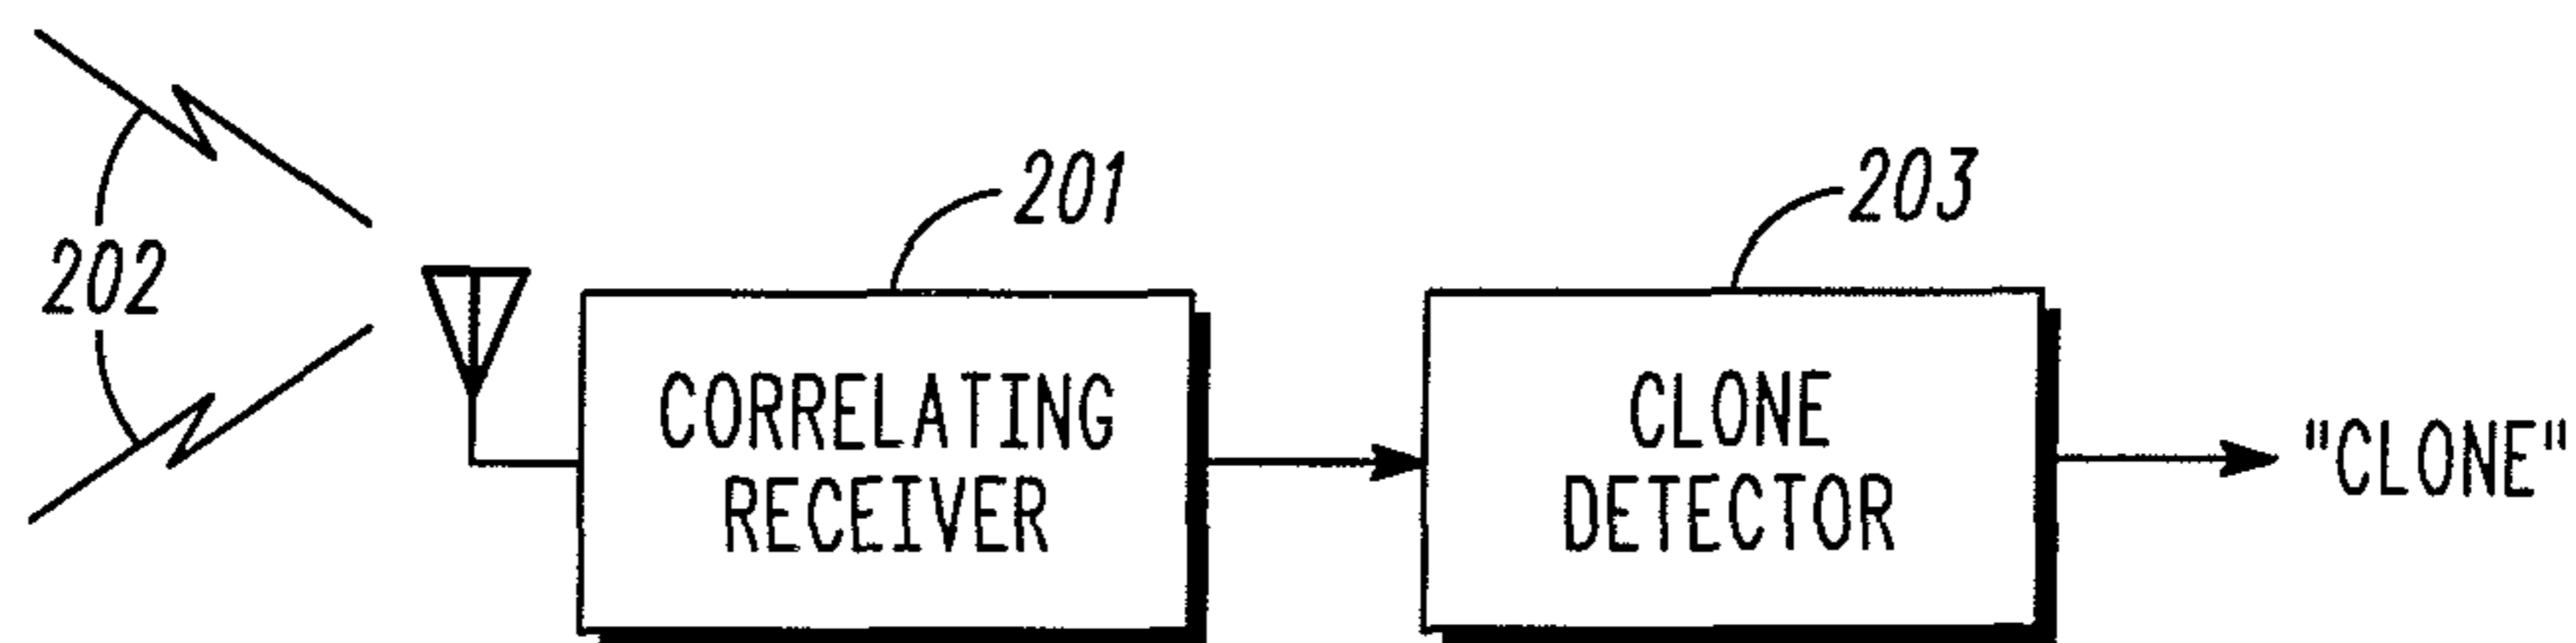 202
201
CORRELATING
RECEIVER
203
CLONE
DETECTOR
"CLONE"